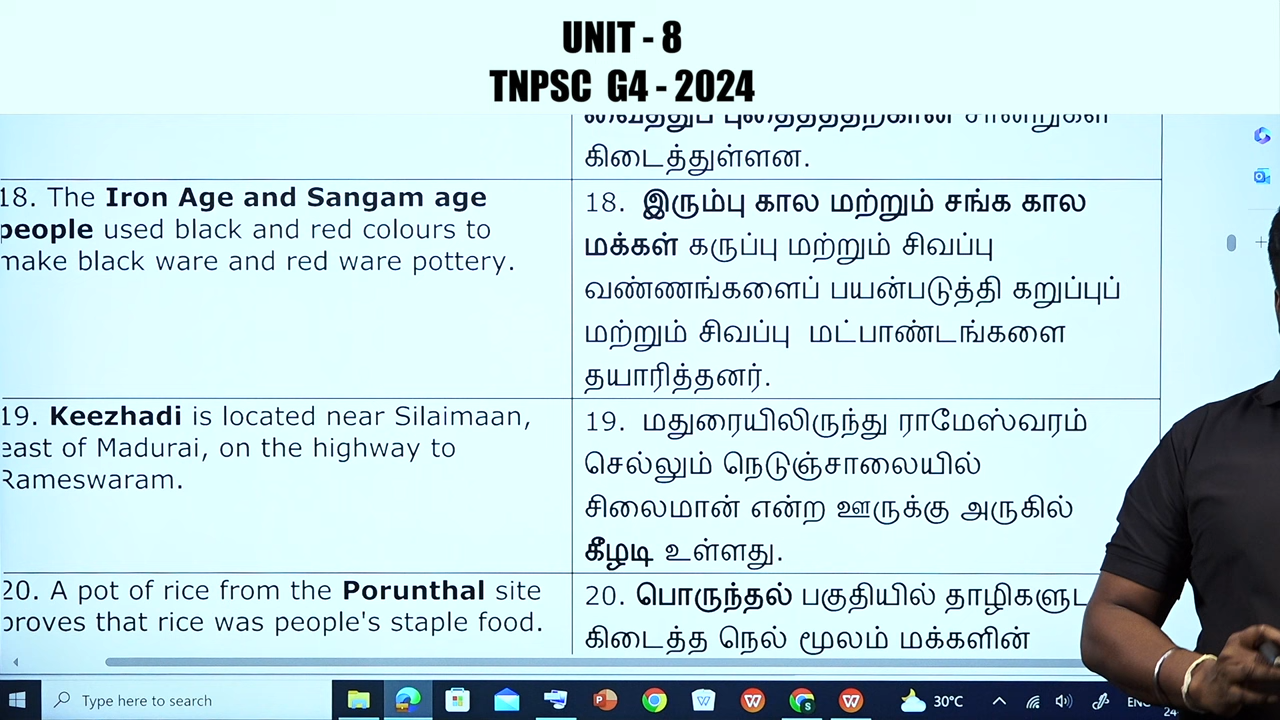 UNIT - 8
TNPSC G4 - 2024
வைத்துப் புதைத்ததற்கான சான்றுகள்
கிடைத்துள்ளன.
18. The Iron Age and Sangam age
people used black and red colours to
make black ware and red ware pottery.
18. இரும்பு கால மற்றும் சங்க கால
மக்கள் கருப்பு மற்றும் சிவப்பு
வண்ணங்களைப் பயன்படுத்தி கறுப்புப்
மற்றும் சிவப்பு மட்பாண்டங்களை
தயாரித்தனர்.
19. Keezhadi is located near Silaimaan,
east of Madurai, on the highway to
Rameswaram.
19. மதுரையிலிருந்து ராமேஸ்வரம்
செல்லும் நெடுஞ்சாலையில்
சிலைமான் என்ற ஊருக்கு அருகில்
கீழடி உள்ளது.
20. A pot of rice from the Porunthal site
proves that rice was people's staple food.
20. பொருந்தல் பகுதியில்
கிடைத்த நெல் மூலம் மக்களின்
Type here to search
30°C
ENG